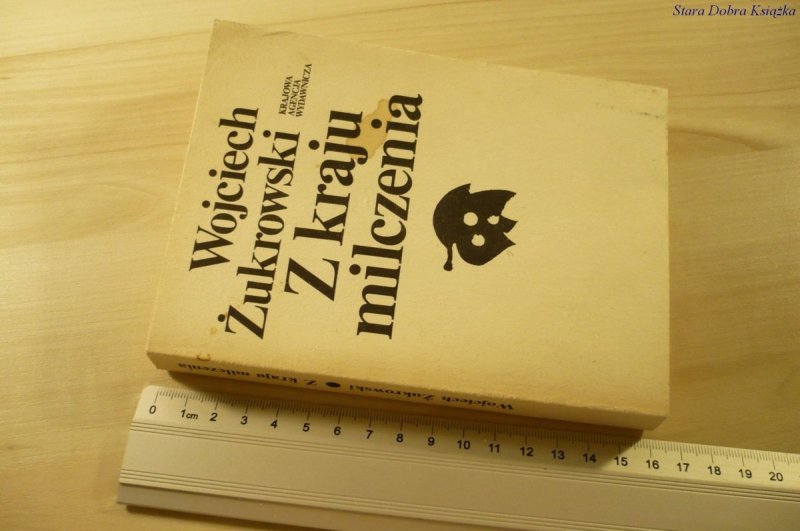 Stara Dobra Książka
Wojciech
Żukrowski
KRAJOWA
AGENCJA
WYDAWNICZA
Z kraju
milczenia
Wojciech Żukrowski ● Z kraju milczenia
0 1cm 2 3 4 5 6 7 8 9 10 11 12 13 14 15 16 17 18 19 20